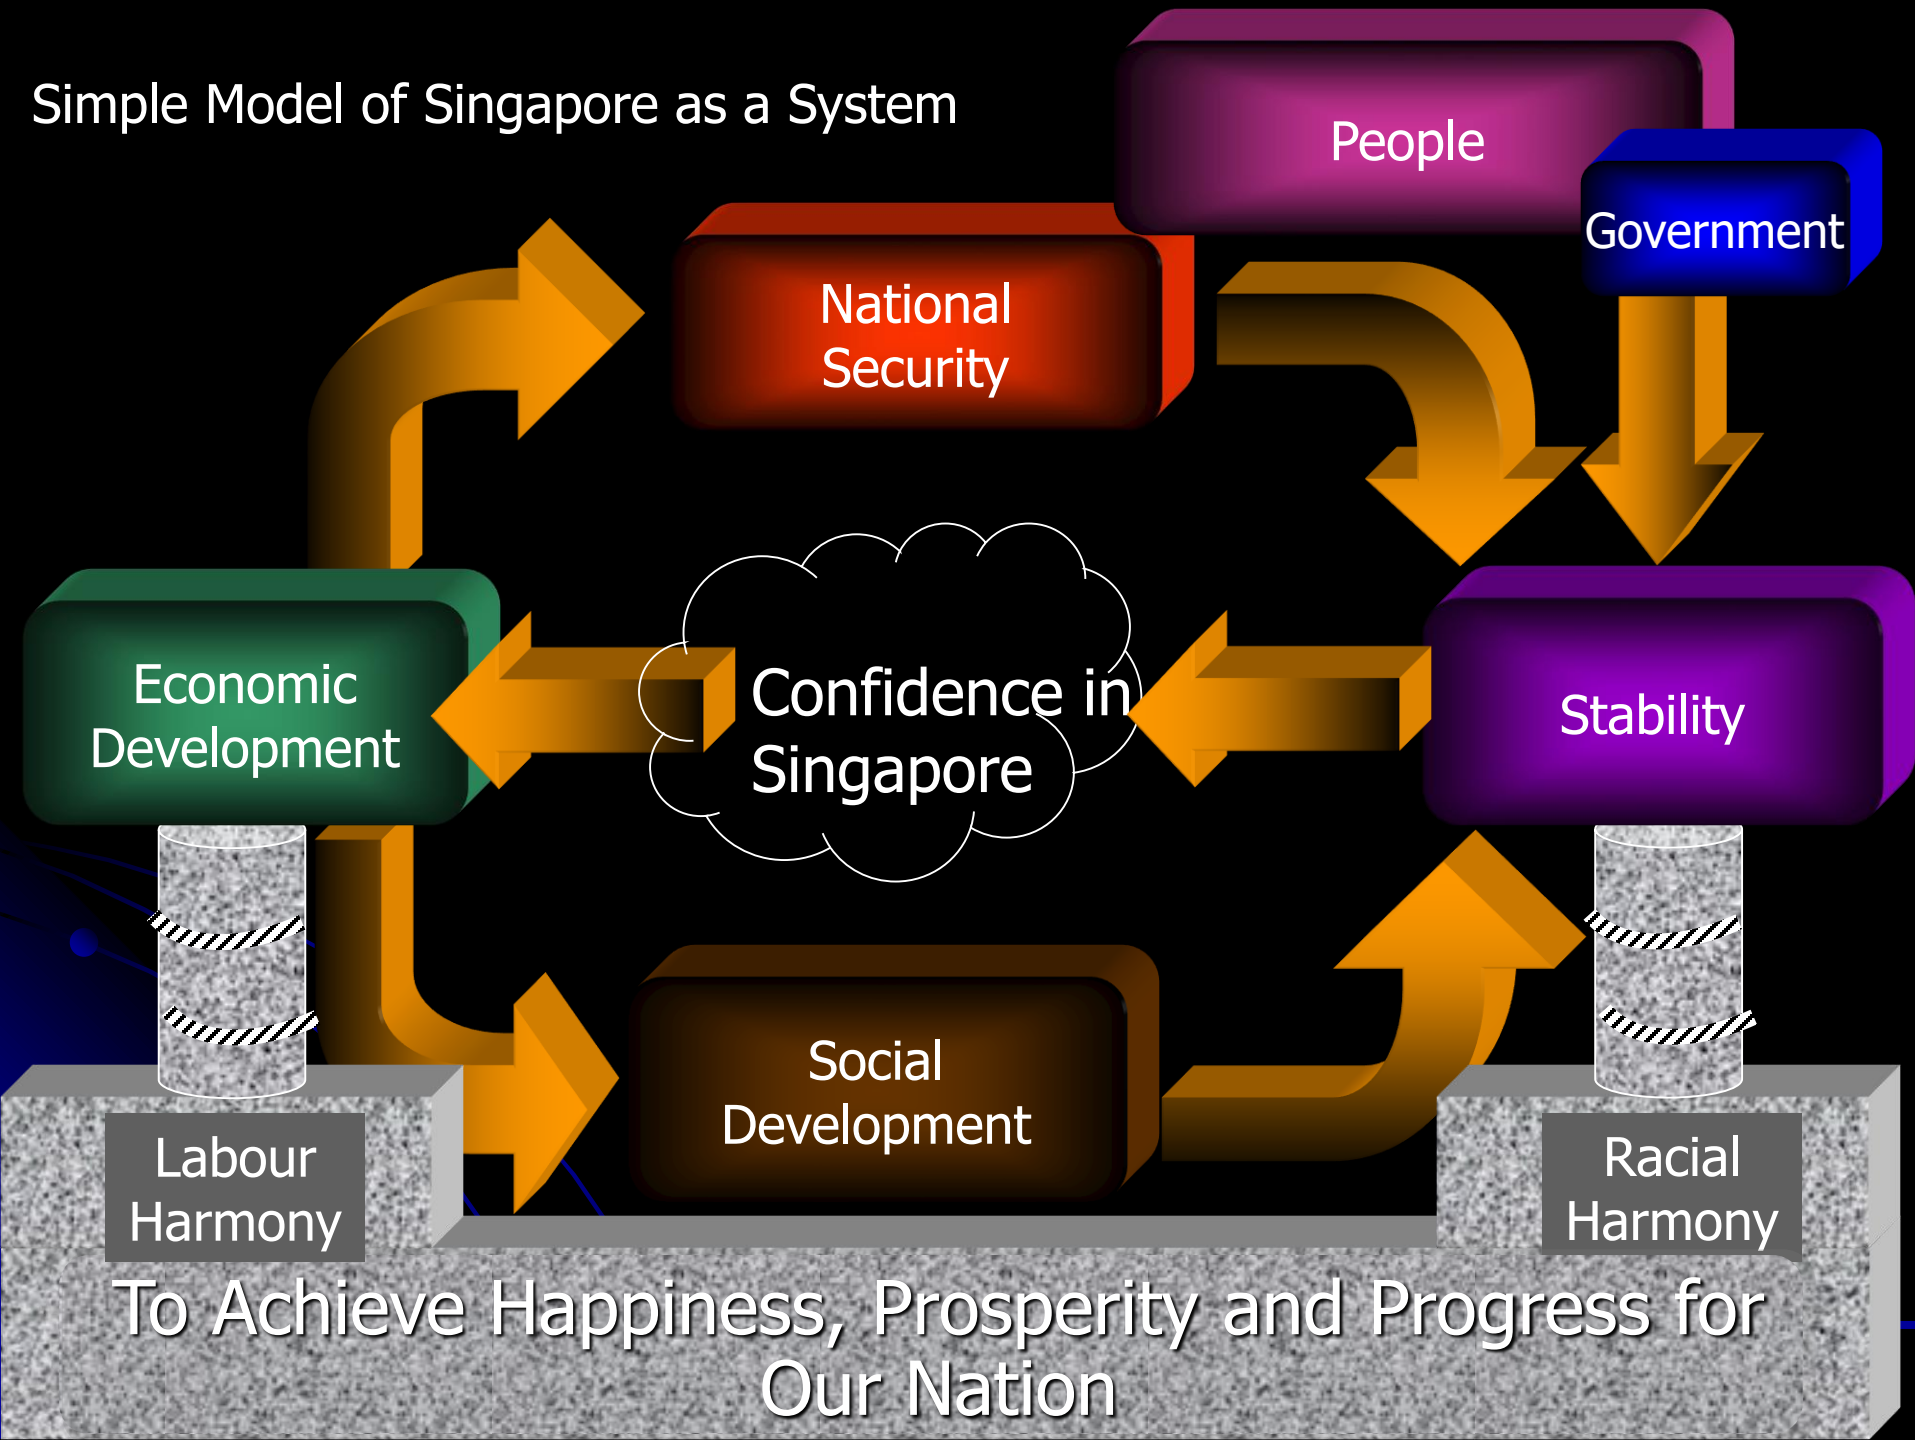 Simple Model of Singapore as a System
People
Government
National
Security
Confidence in
Singapore
Economic
Development
Stability
Social
Development
Labour
Harmony
Racial
Harmony
To Achieve Happiness, Prosperity and Progress for
Our Nation